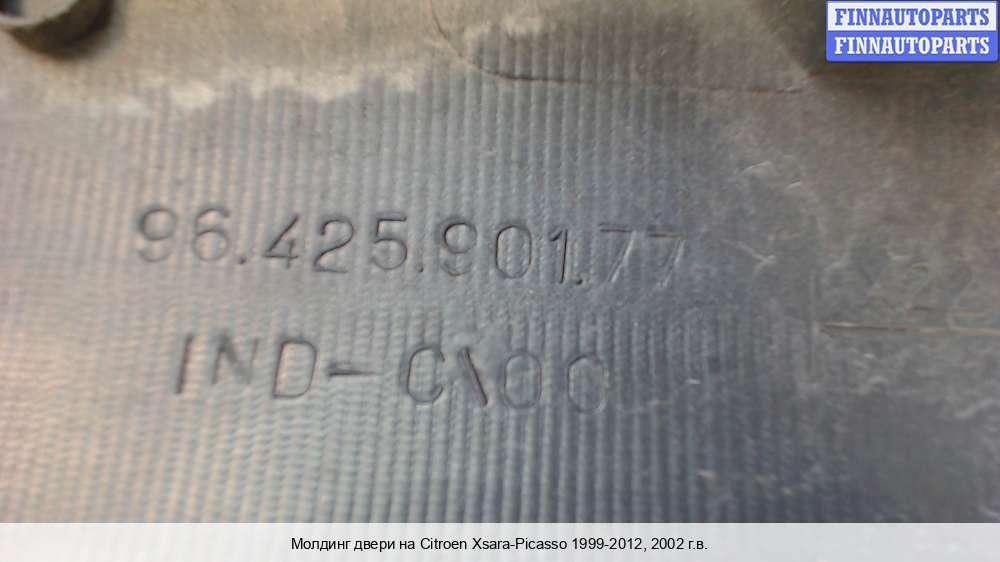 FINNAUTOPARTS
FINNAUTOPARTS
96.425.901.77
IND-C\00
Молдинг двери на Citroen Xsara-Picasso 1999-2012, 2002 г.в.